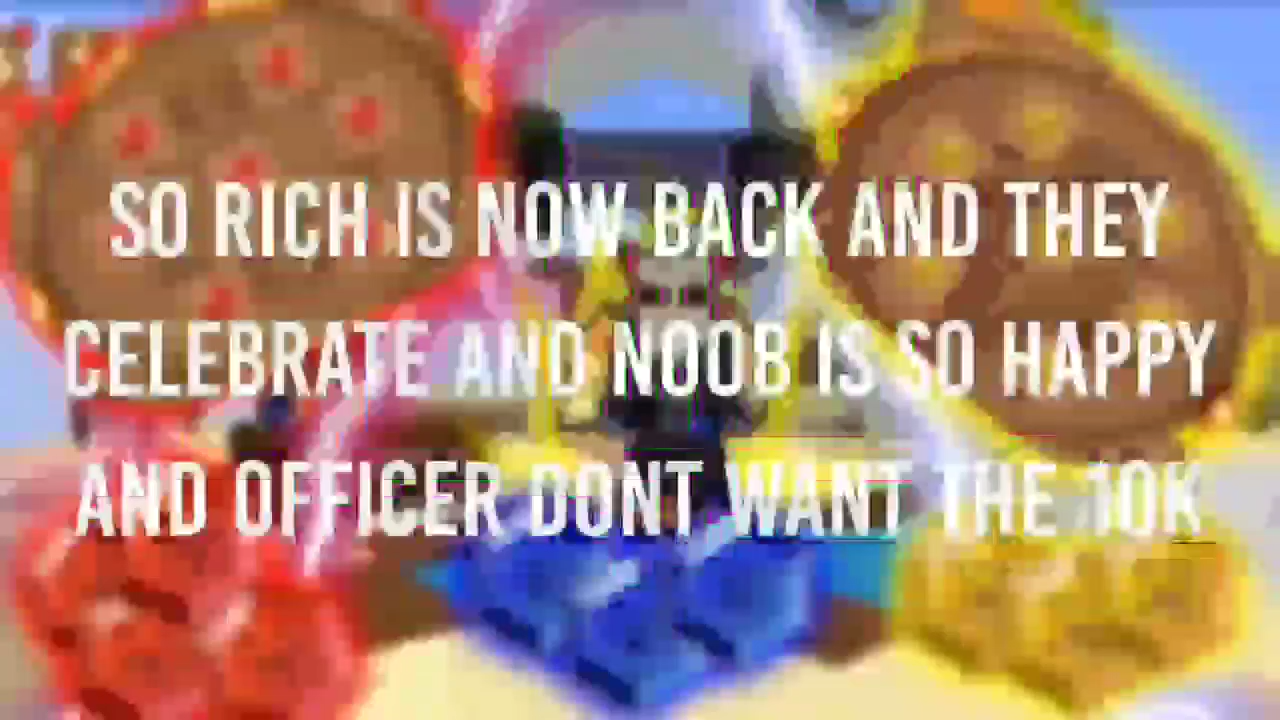 SO RICH IS NOW BACK AND THEY
CELEBRATE AND NOOB IS SO HAPPY
AND OFFICER DONT WANT THE 10K